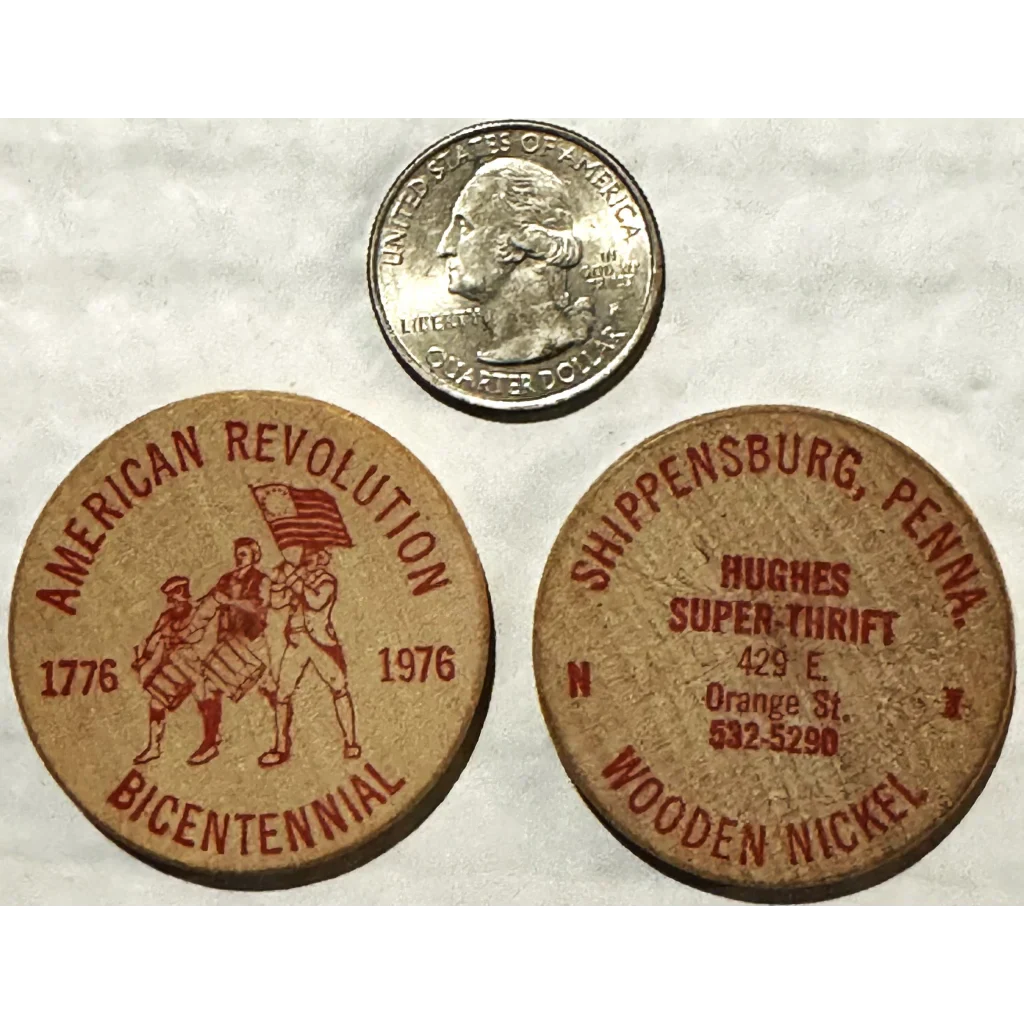 UNITED STATES OF AMERICA
LIBERTY
IN
GOD WE
QUARTER DOLLAR
AMERICAN REVOLUTION
1776 1976
BICENTENNIAL
SHIPPENSBURG, PENNA.
HUGHES
SUPER-THRIFT
429 E.
N
Orange St.
532-5290
WOODEN NICKEL